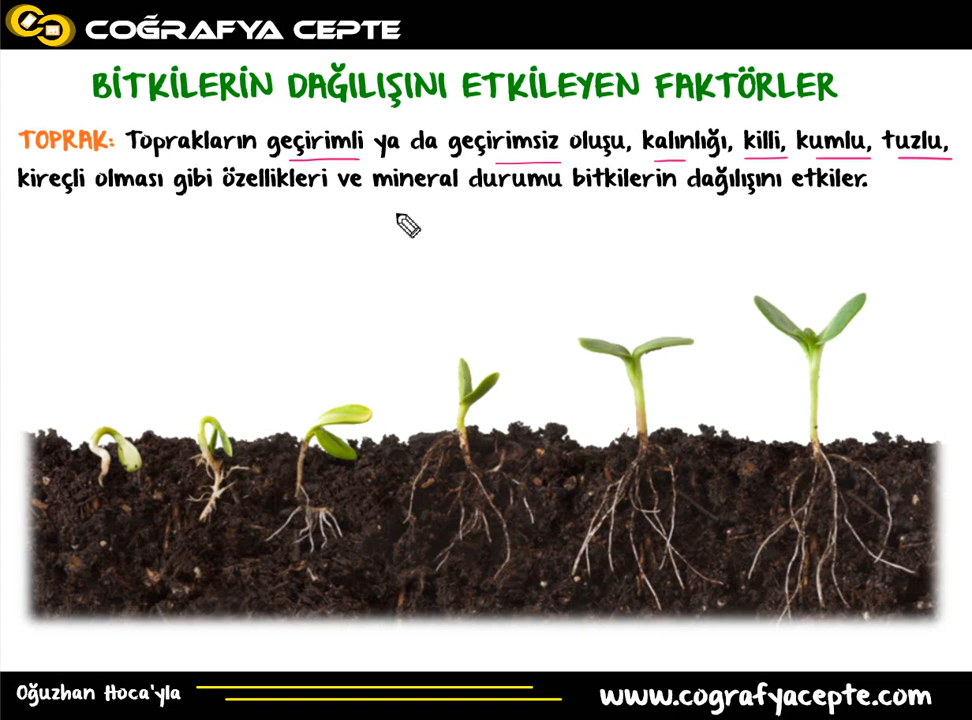 COĞRAFYA CEPTE
BİTKİLERİN DAĞILIŞINI ETKİLEYEN FAKTÖRLER
TOPRAK: Toprakların geçirimli ya da geçirimsiz oluşu, kalınlığı, killi, kumlu, tuzlu,
kireçli olması gibi özellikleri ve mineral durumu bitkilerin dağılışını etkiler.
Oğuzhan Hoca'yla
www.cografyacepte.com